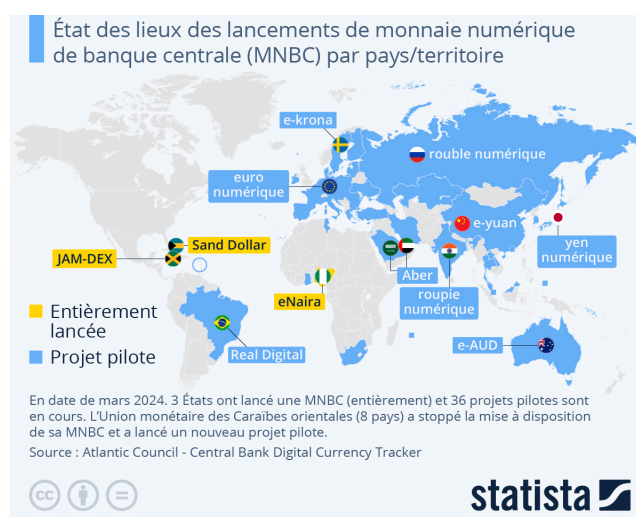 État des lieux des lancements de monnaie numérique
de banque centrale (MNBC) par pays/territoire
e-krona
rouble numérique
euro
numérique
e-yuan
Sand Dollar
JAM-DEX
yen
numérique
Aber
eNaira
roupie
numérique
Entièrement
lancée
Projet pilote
Real Digital
e-AUD
En date de mars 2024. 3 États ont lancé une MNBC (entièrement) et 36 projets pilotes sont
en cours. L'Union monétaire des Caraïbes orientales (8 pays) a stoppé la mise à disposition
de sa MNBC et a lancé un nouveau projet pilote.
Source : Atlantic Council - Central Bank Digital Currency Tracker
cc
statista